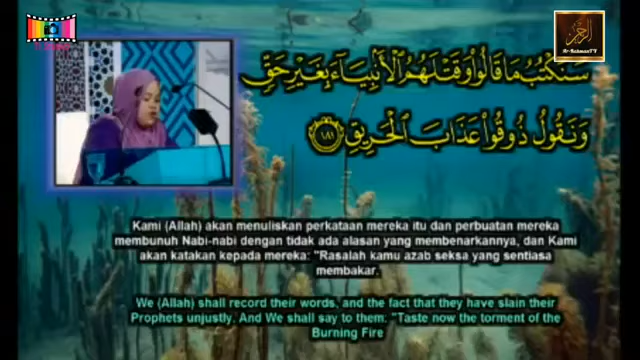 Ar-RahmanTV
سَنَكْتُبُ مَا قَالُوا۟ وَقَتْلَهُمُ ٱلْأَنۢبِيَآءَ بِغَيْرِ حَقٍّ
وَنَقُولُ ذُوقُوا۟ عَذَابَ ٱلْحَرِيقِ ١٨١
Kami (Allah) akan menuliskan perkataan mereka itu dan perbuatan mereka
membunuh Nabi-nabi dengan tidak ada alasan yang membenarkannya, dan Kami
akan katakan kepada mereka: "Rasalah kamu azab seksa yang sentiasa
membakar.
We (Allah) shall record their words, and the fact that they have slain their
Prophets unjustly. And We shall say to them: "Taste now the torment of the
Burning Fire